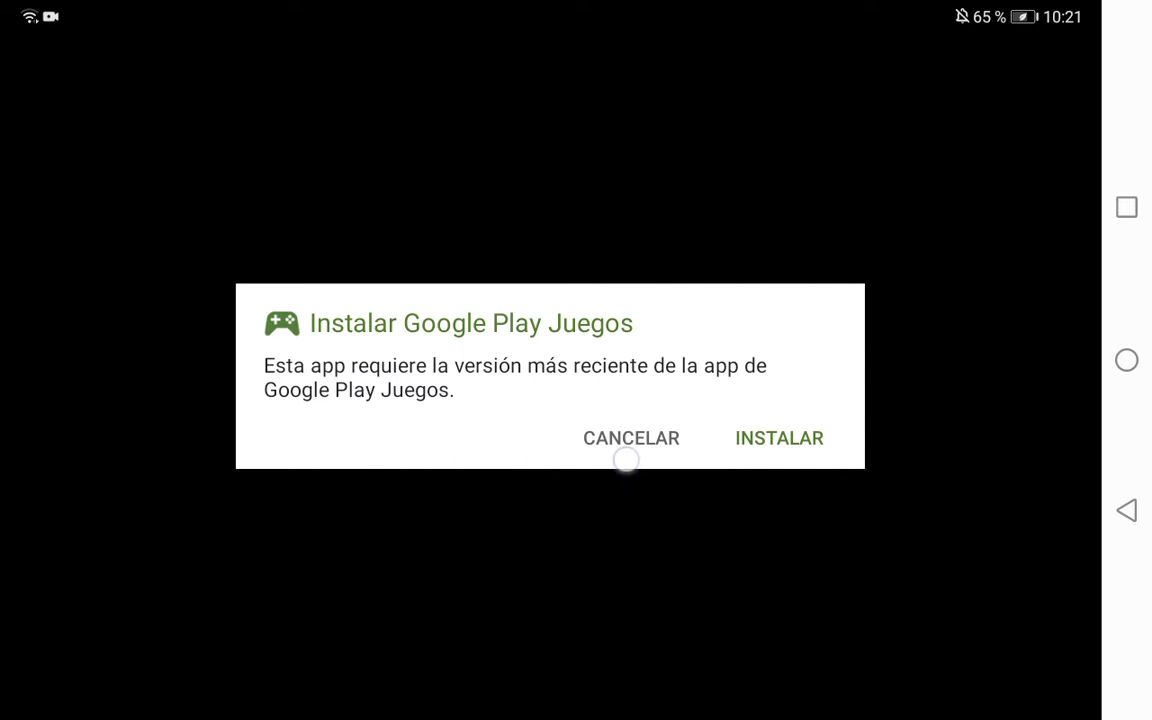 65 % 10:21
Instalar Google Play Juegos
Esta app requiere la versión más reciente de la app de
Google Play Juegos.
CANCELAR INSTALAR